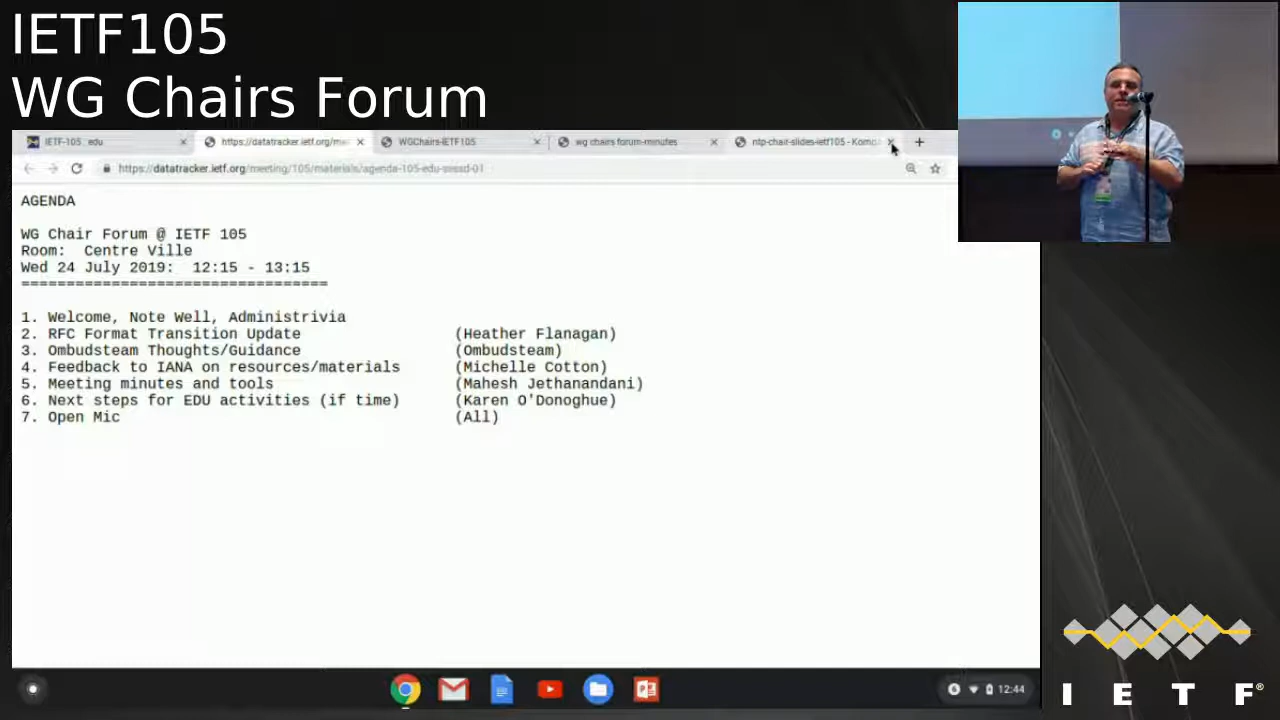 IETF105
WG Chairs Forum
IETF-105 : edu
https://datatracker.ietf.org/me
WGChairs-IETF105
wg chairs forum-minutes
ntp-chair-slides-ietf105 -
https://datatracker.ietf.org/meeting/105/materials/agenda-105-edu-sessd-01
AGENDA
WG Chair Forum @ IETF 105
Room:  Centre Ville
Wed 24 July 2019:  12:15 - 13:15
==================================
1. Welcome, Note Well, Administrivia
2. RFC Format Transition Update (Heather Flanagan)
3. Ombudsteam Thoughts/Guidance (Ombudsteam)
4. Feedback to IANA on resources/materials (Michelle Cotton)
5. Meeting minutes and tools (Mahesh Jethanandani)
6. Next steps for EDU activities (if time) (Karen O'Donoghue)
7. Open Mic (All)
12:44
I E T F®